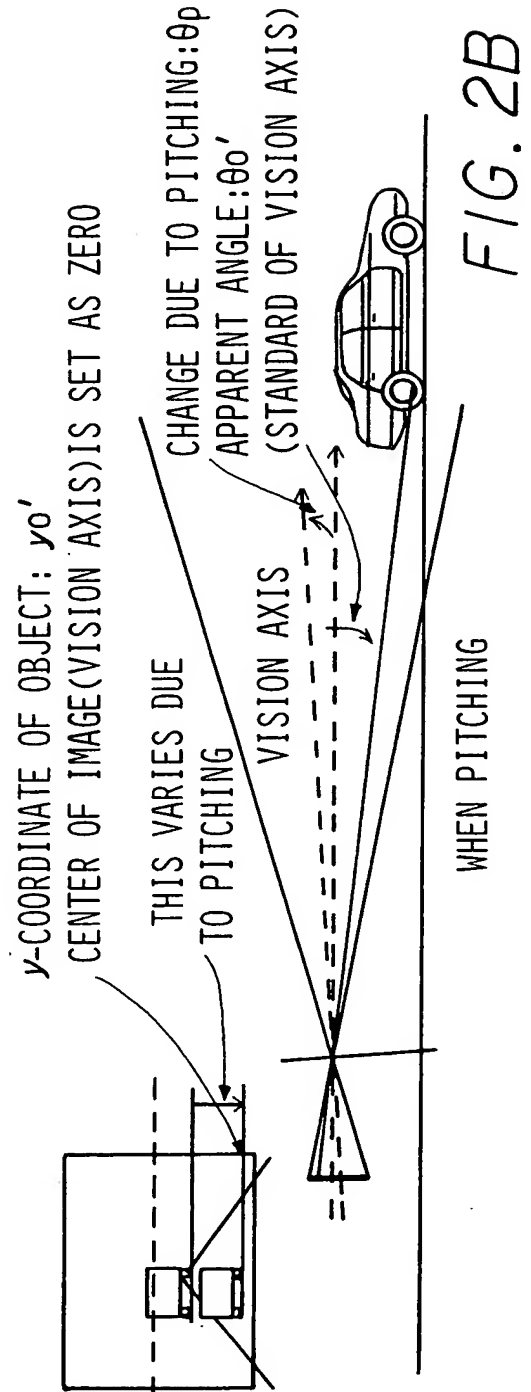 y-COORDINATE OF OBJECT: yo'
CENTER OF IMAGE(VISION AXIS)IS SET AS ZERO
THIS VARIES DUE
TO PITCHING
VISION AXIS
CHANGE DUE TO PITCHING:θp
APPARENT ANGLE:θo'
(STANDARD OF VISION AXIS)
WHEN PITCHING
FIG. 2B